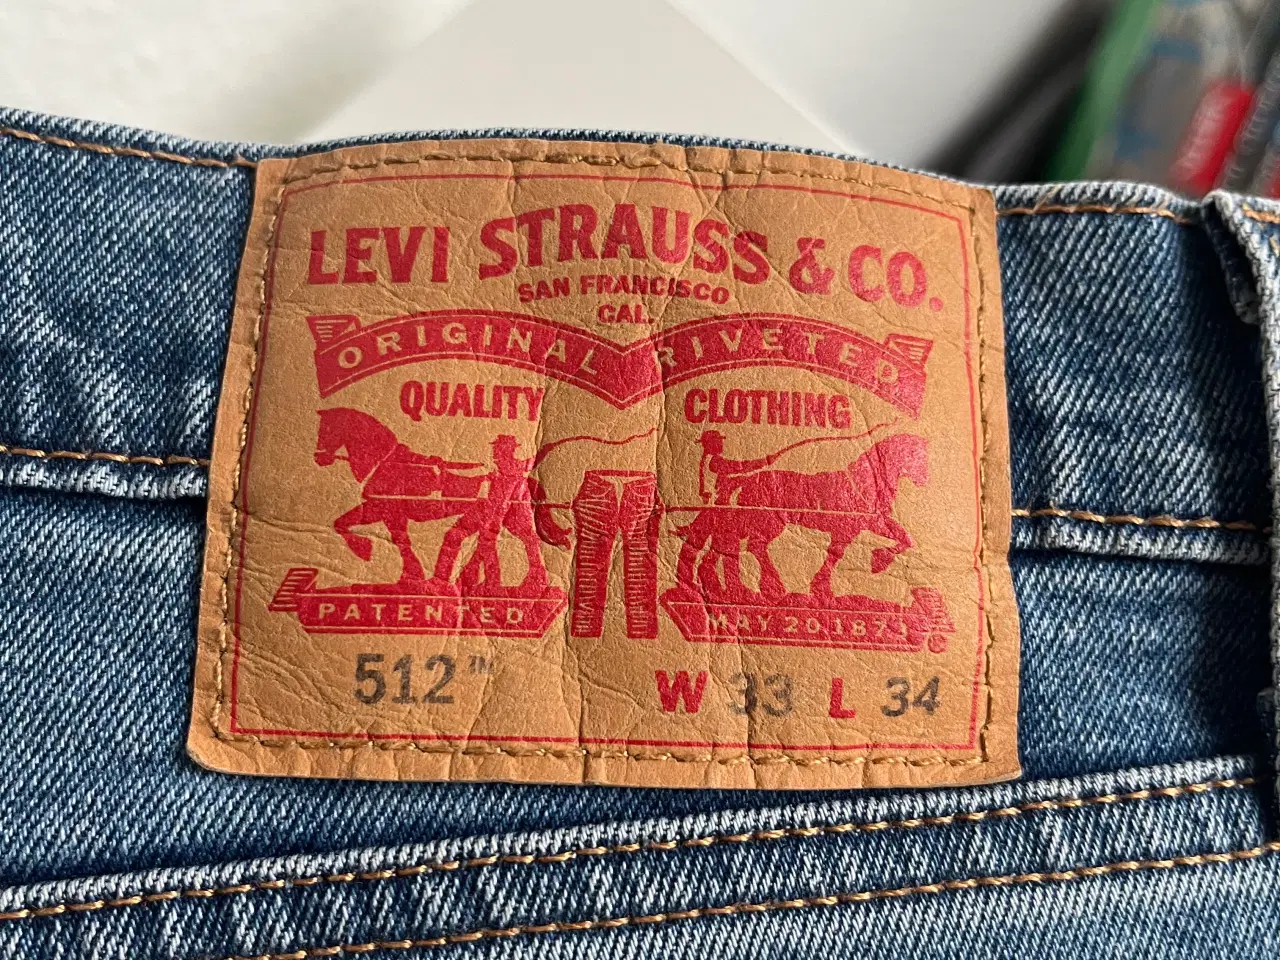 LEVI STRAUSS & CO.
SAN FRANCISCO
CAL.
ORIGINAL RIVETED
QUALITY CLOTHING
PATENTED MAY 20 1873
512™ W 33 L 34